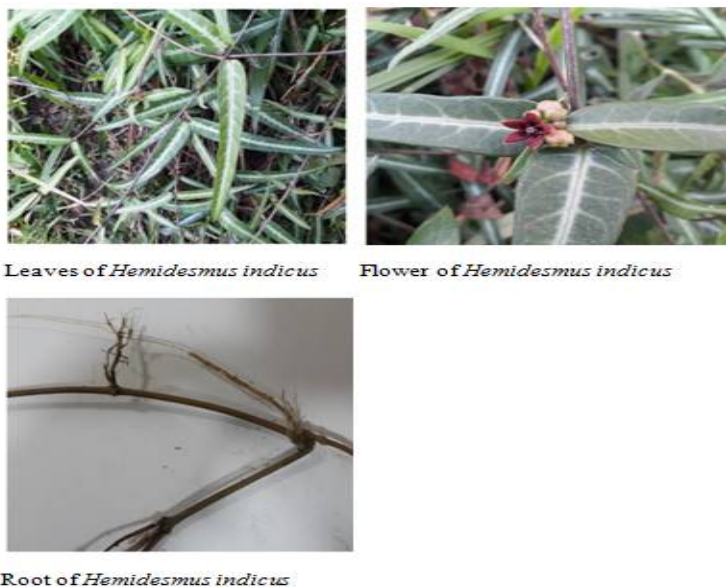 Leaves of Hemidesmus indicus
Flower of Hemidesmus indicus
Root of Hemidesmus indicus